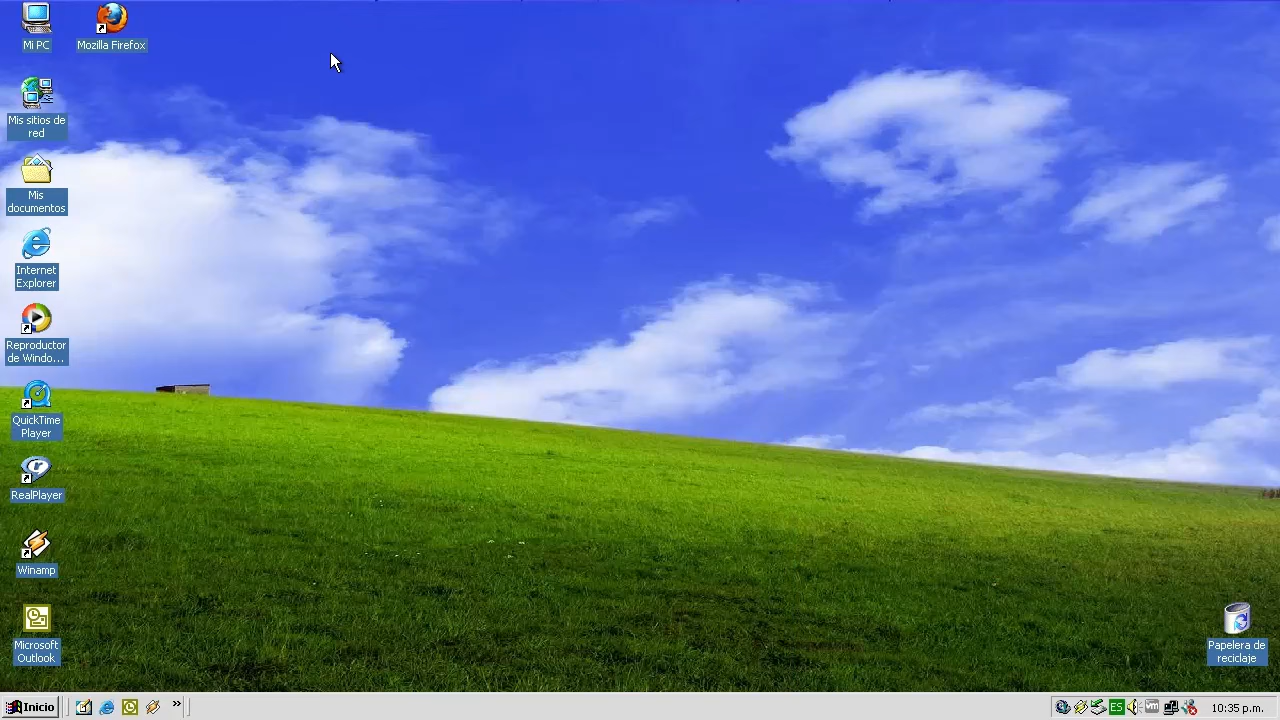 Mi PC
Mozilla Firefox
Mis sitios de
red
Mis
documentos
Internet
Explorer
Reproductor
de Windo...
QuickTime
Player
RealPlayer
Winamp
Microsoft
Outlook
Papelera de
reciclaje
Inicio
»
ES
vm
10:35 p.m.